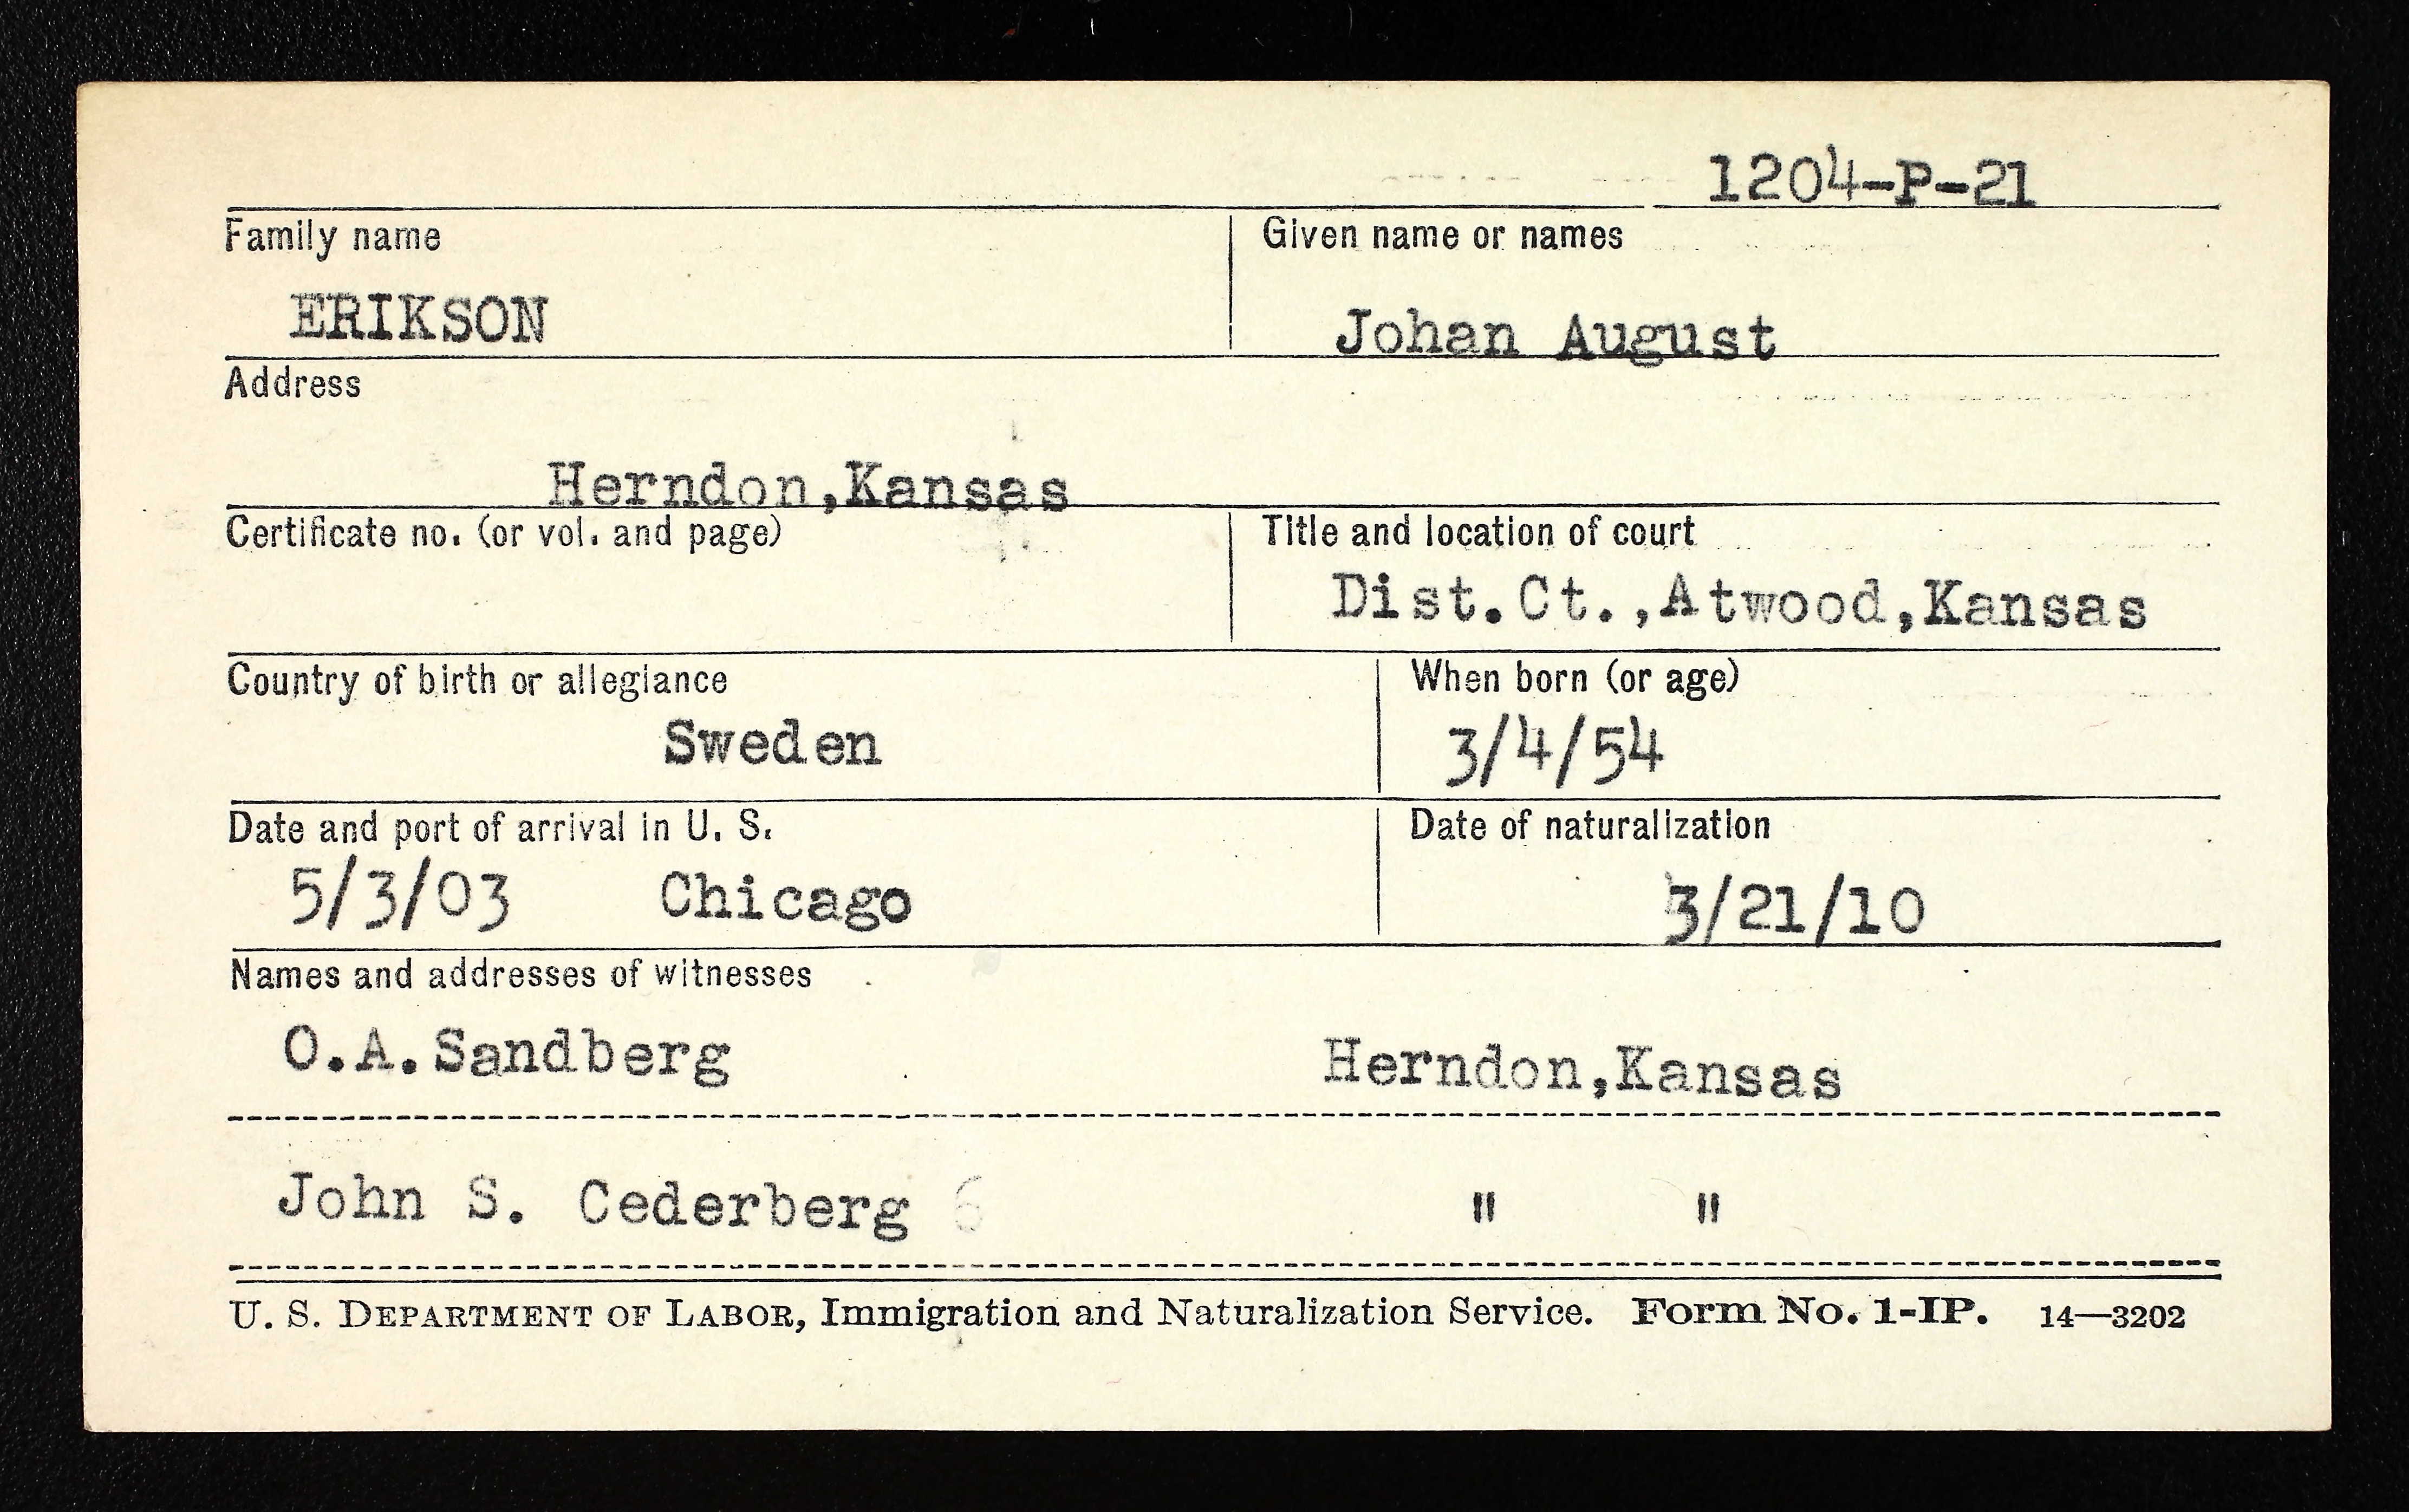 1204-P-21
Family name Given name or names
ERIKSON Johan August
Address
Herndon,Kansas
Certificate no. (or vol. and page) Title and location of court
Dist.Ct.,Atwood,Kansas
Country of birth or allegiance When born (or age)
Sweden 3/4/54
Date and port of arrival in U. S. Date of naturalization
5/3/03 Chicago 3/21/10
Names and addresses of witnesses
O.A.Sandberg Herndon,Kansas
John S. Cederberg 6 " "
U. S. DEPARTMENT OF LABOR, Immigration and Naturalization Service. Form No. 1-IP. 14—3202